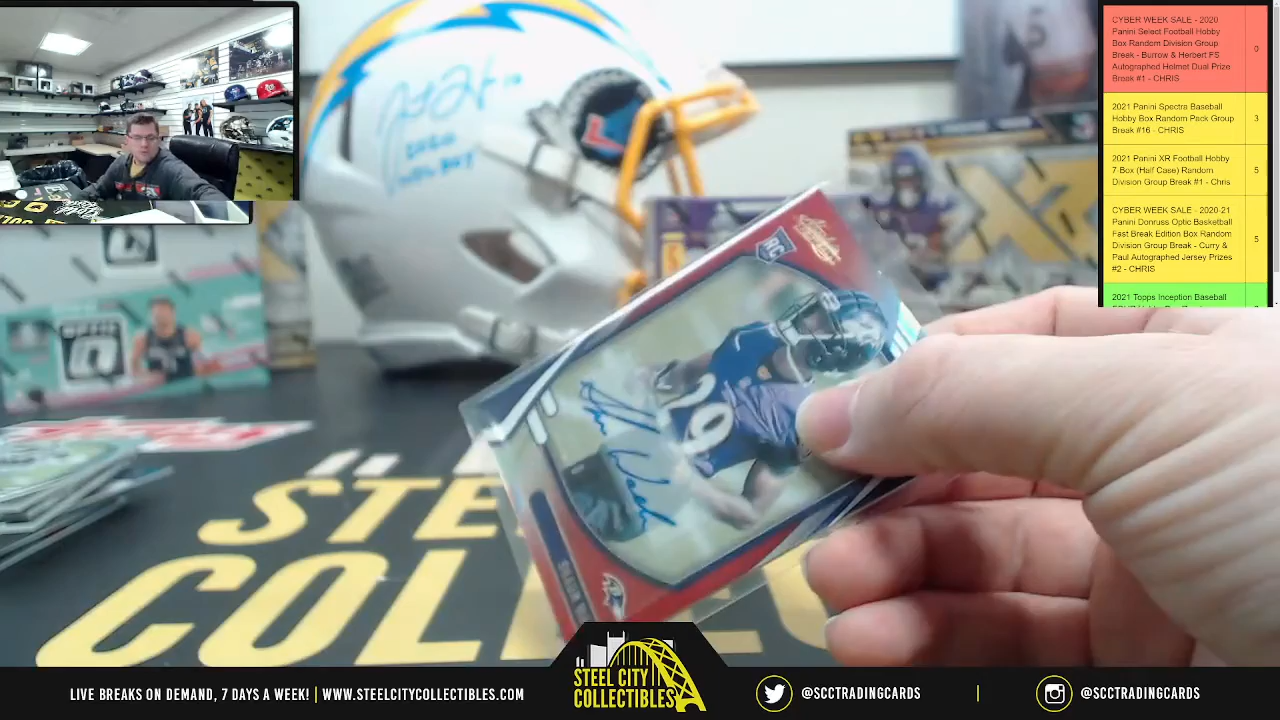 CYBER WEEK SALE - 2020
Panini Select Football Hobby
Box Random Division Group
Break - Burrow & Herbert FS
Autographed Helmet Dual Prize
Break #1 - CHRIS
0
2021 Panini Spectra Baseball
Hobby Box Random Pack Group
Break #16 - CHRIS
3
2021 Panini XR Football Hobby
7-Box (Half Case) Random
Division Group Break #1 - Chris
5
CYBER WEEK SALE - 2020-21
Panini Donruss Optic Basketball
Fast Break Edition Box Random
Division Group Break - Curry &
Paul Autographed Jersey Prizes
#2 - CHRIS
5
2021 Topps Inception Baseball
RC
29
XR
STE
COLLE
STEEL CITY
COLLECTIBLES
LIVE BREAKS ON DEMAND, 7 DAYS A WEEK! | WWW.STEELCITYCOLLECTIBLES.COM
@SCCTRADINGCARDS
|
@SCCTRADINGCARDS